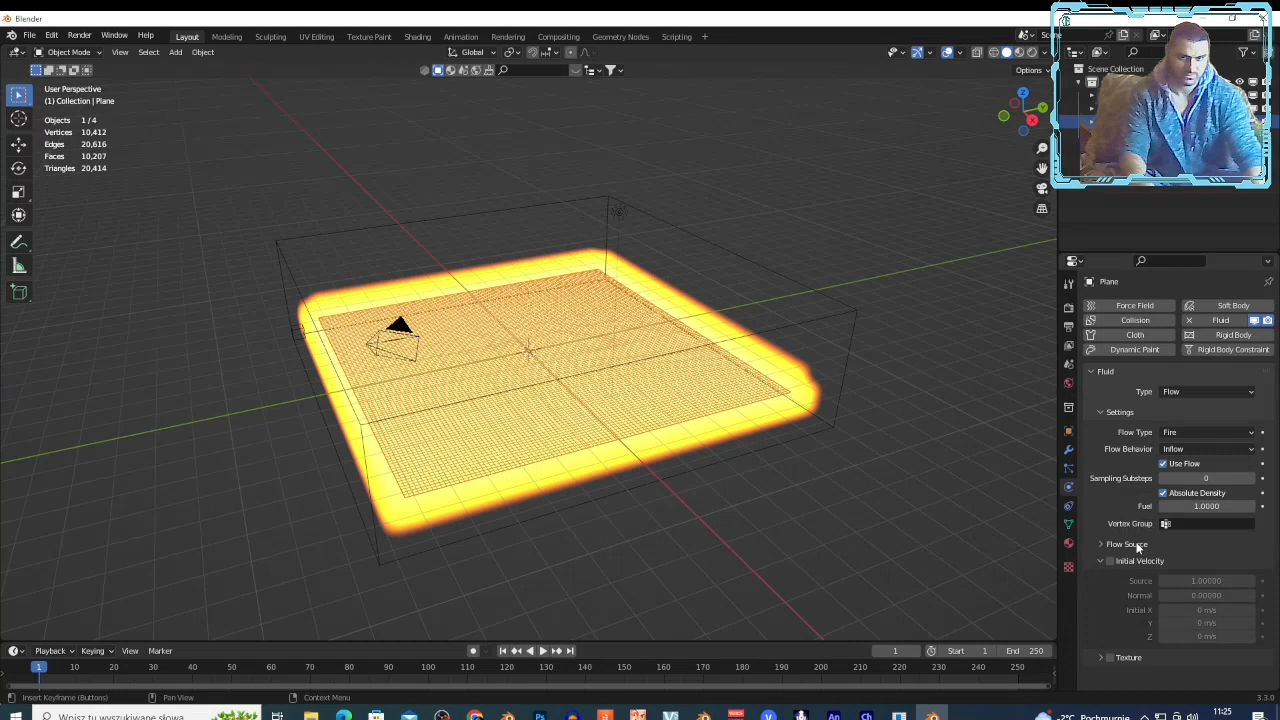 Blender
File Edit Render Window Help
Layout Modeling Sculpting UV Editing Texture Paint Shading Animation Rendering Compositing Geometry Nodes Scripting
Scene
Object Mode View Select Add Object
Global
Options
Scene Collection
User Perspective
(1) Collection | Plane
Objects 1 / 4
Vertices 10,412
Edges 20,616
Faces 10,207
Triangles 20,414
Z
Y
X
Plane
Force Field Soft Body
Collision Fluid
Cloth Rigid Body
Dynamic Paint Rigid Body Constraint
Fluid
Type Flow
Settings
Flow Type Fire
Flow Behavior Inflow
Use Flow
Sampling Substeps 0
Absolute Density
Fuel 1.0000
Vertex Group
Flow Source
Initial Velocity
Source 1.00000
Normal 0.00000
Initial X 0 m/s
Y 0 m/s
Z 0 m/s
Texture
Playback Keying View Marker
1 Start 1 End 250
1 10 20 30 40 50 60 70 80 90 100 110 120 130 140 150 160 170 180 190 200 210 220 230 240 250
Insert Keyframe (Buttons) Pan View Context Menu
3.3.0
Wpisz tu wyszukiwane słowa
-2°C Pochmurnie
11:25